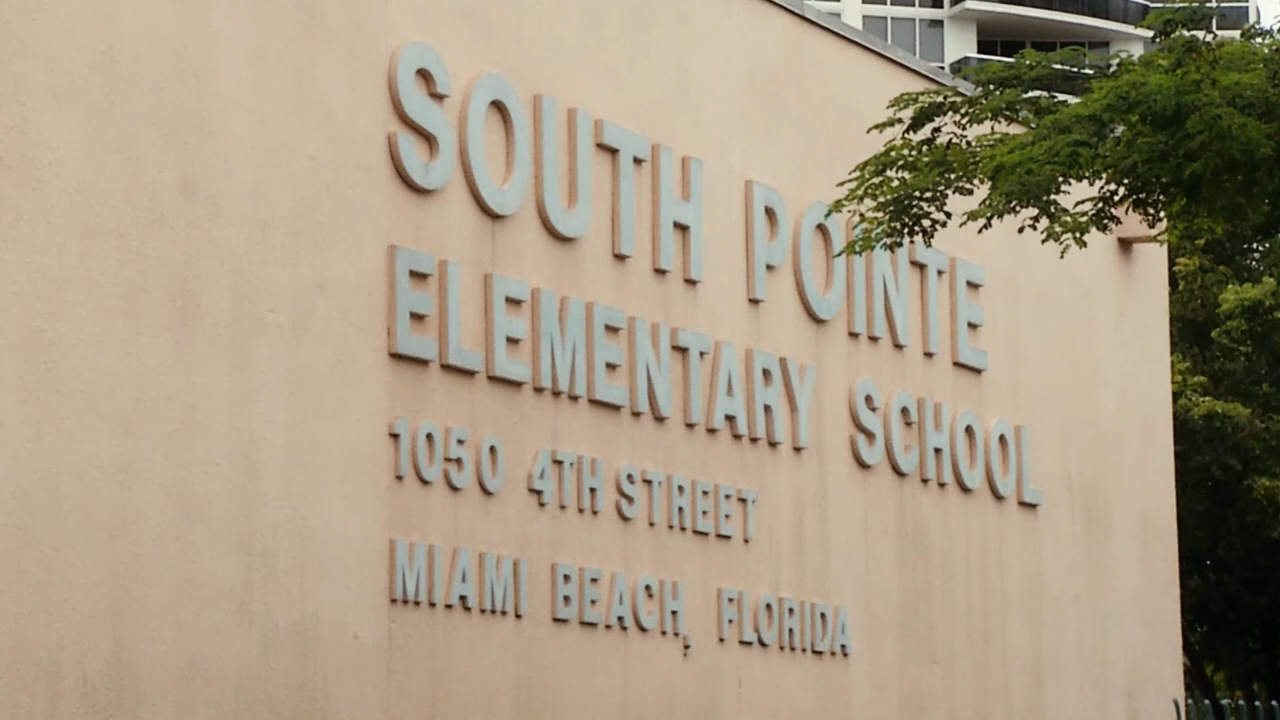 SOUTH POINTE
ELEMENTARY SCHOOL
1050 4TH STREET
MIAMI BEACH, FLORIDA